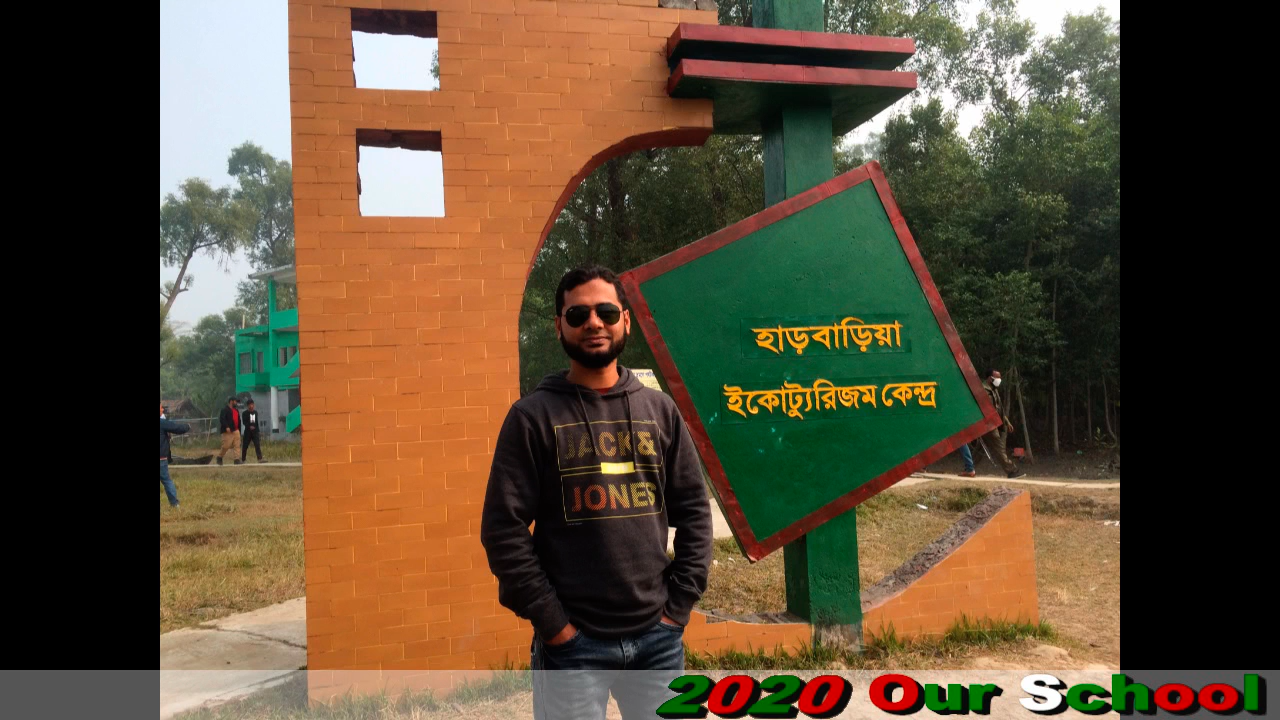 হাড়বাড়িয়া
ইকোট্যুরিজম কেন্দ্র
JACK&
JONES
2020 Our School